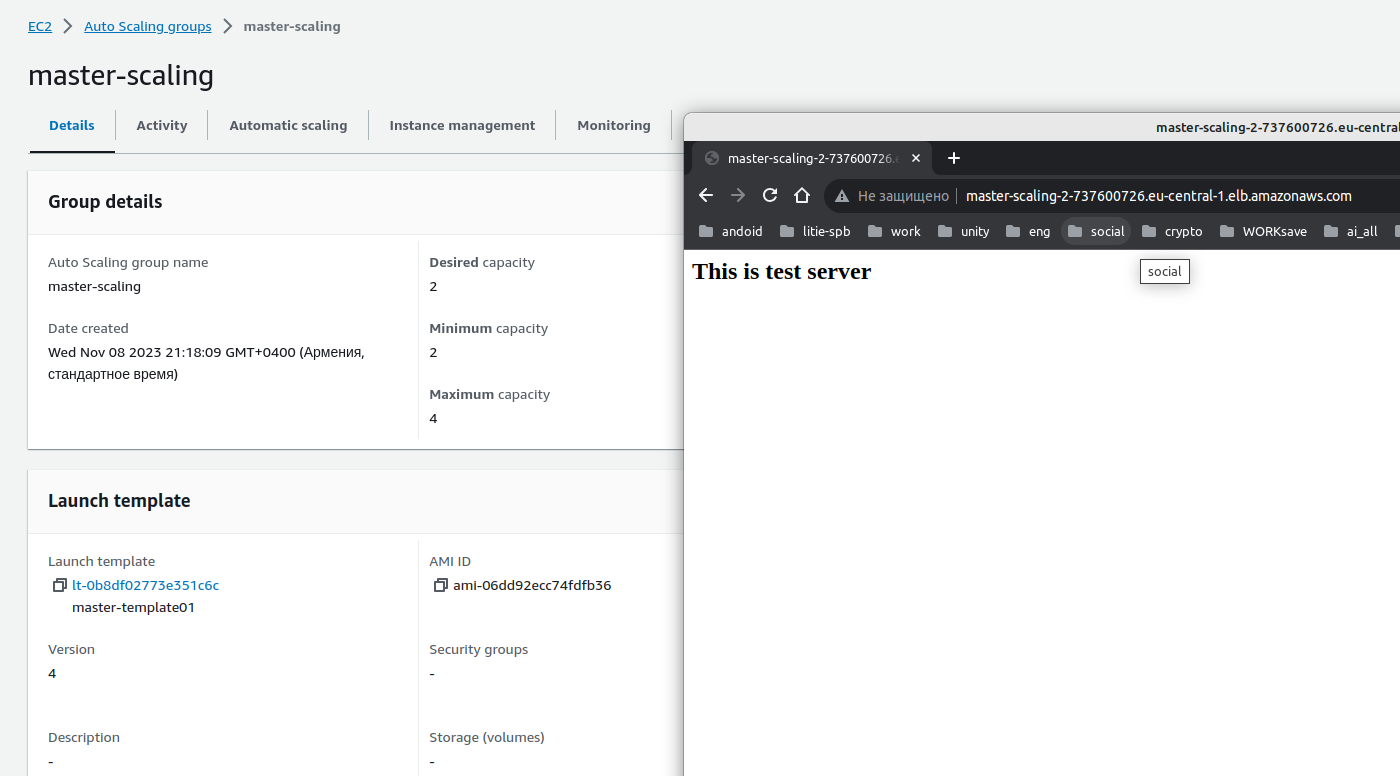 EC2 > Auto Scaling groups > master-scaling
master-scaling
Details
Activity
Automatic scaling
Instance management
Monitoring
Group details
Auto Scaling group name
master-scaling
Date created
Wed Nov 08 2023 21:18:09 GMT+0400 (Армения,
стандартное время)
Desired capacity
2
Minimum capacity
2
Maximum capacity
4
Launch template
Launch template
lt-0b8df02773e351c6c
master-template01
Version
4
Description
-
AMI ID
ami-06dd92ecc74fdfb36
Security groups
-
Storage (volumes)
-
master-scaling-2-737600726.eu-central
master-scaling-2-737600726.e
Не защищено
master-scaling-2-737600726.eu-central-1.elb.amazonaws.com
andoid
litie-spb
work
unity
eng
social
crypto
WORKsave
ai_all
This is test server
social